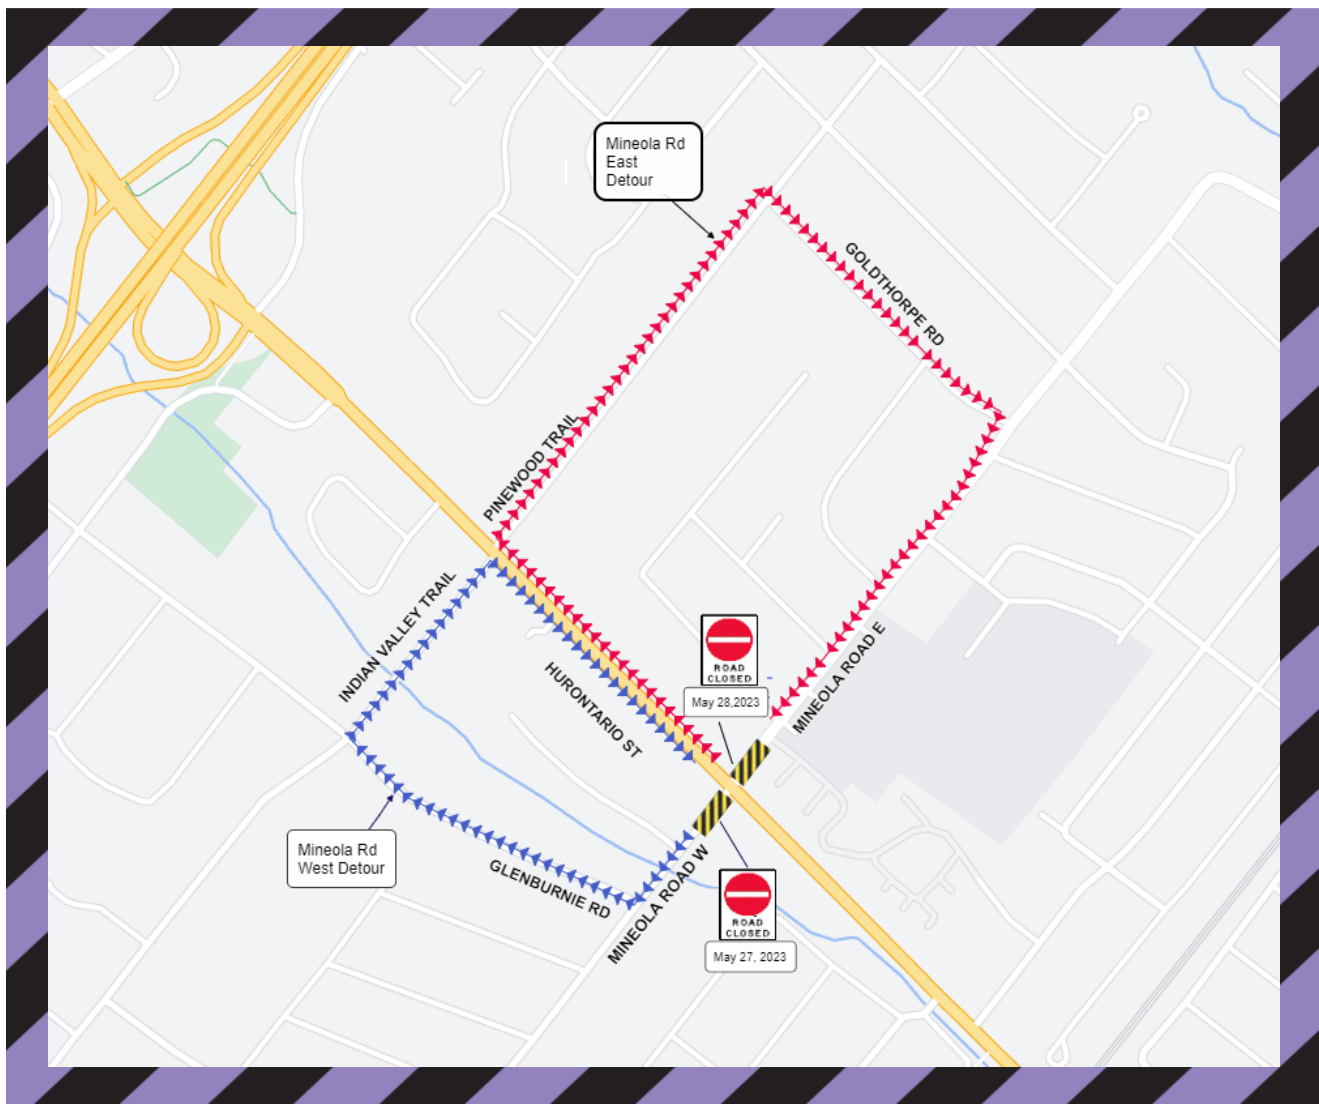 Mineola Rd
East
Detour
GOLDTHORPE RD
PINEWOOD TRAIL
INDIAN VALLEY TRAIL
HURONTARIO ST
ROAD
CLOSED
May 28,2023
MINEOLA ROAD E
Mineola Rd
West Detour
GLENBURNIE RD
MINEOLA ROAD W
ROAD
CLOSED
May 27, 2023